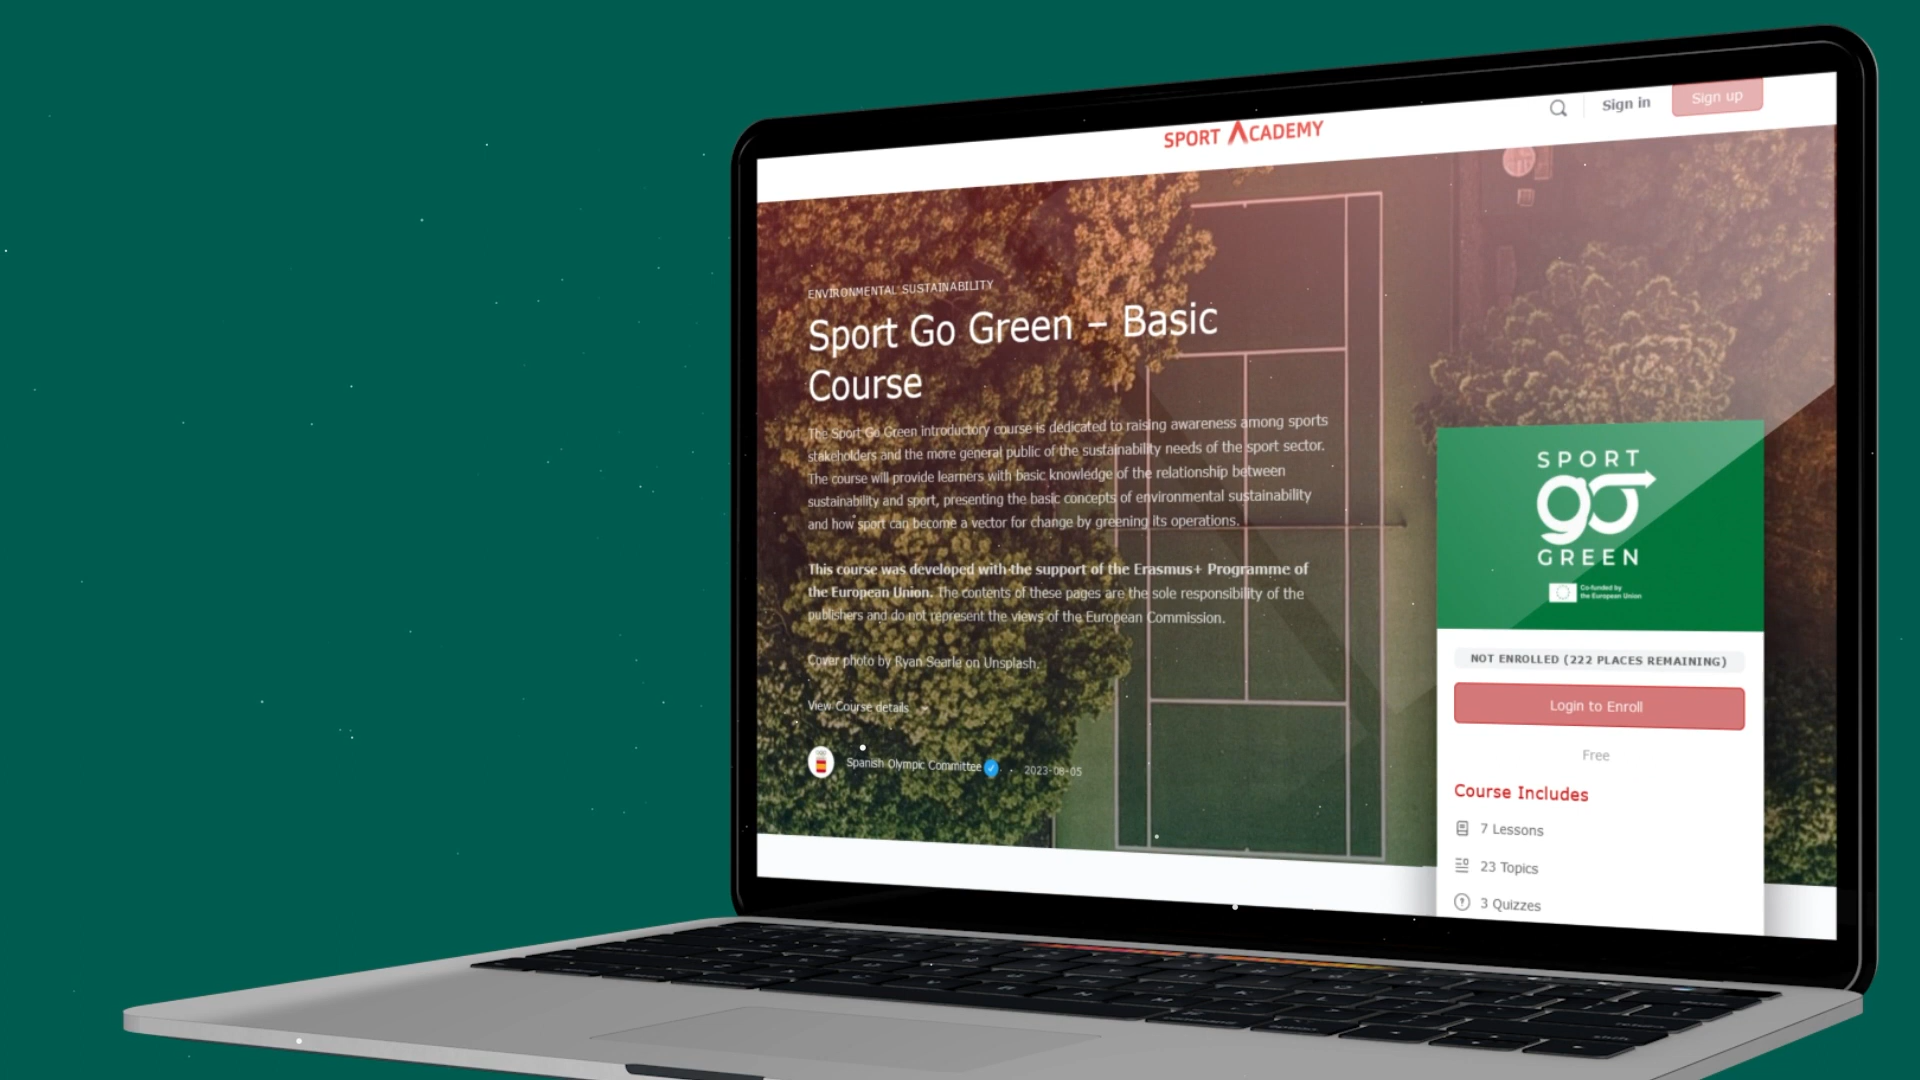 SPORT ACADEMY
Sign in
Sign up
ENVIRONMENTAL SUSTAINABILITY
Sport Go Green – Basic
Course
The Sport Go Green introductory course is dedicated to raising awareness among sports
stakeholders and the more general public of the sustainability needs of the sport sector.
The course will provide learners with basic knowledge of the relationship between
sustainability and sport, presenting the basic concepts of environmental sustainability
and how sport can become a vector for change by greening its operations.
This course was developed with the support of the Erasmus+ Programme of
the European Union. The contents of these pages are the sole responsibility of the
publishers and do not represent the views of the European Commission.
Cover photo by Ryan Searle on Unsplash.
View Course details
Spanish Olympic Committee
2023-08-05
SPORT
go
GREEN
Co-funded by
the European Union
NOT ENROLLED (222 PLACES REMAINING)
Login to Enroll
Free
Course Includes
7 Lessons
23 Topics
3 Quizzes